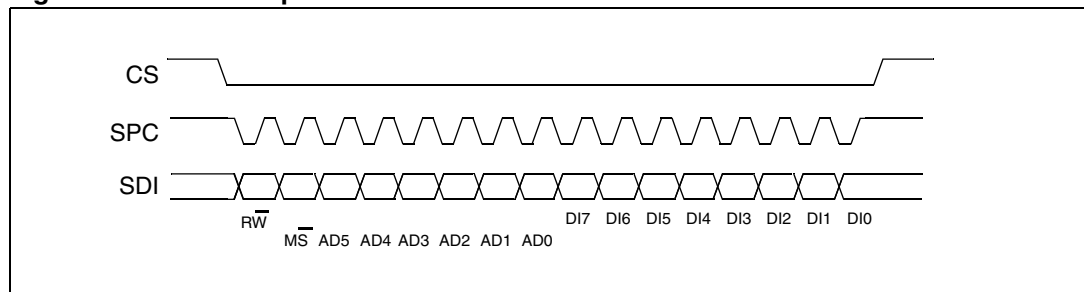 CS
SPC
SDI
RW̅ DI7 DI6 DI5 DI4 DI3 DI2 DI1 DI0
MS̅ AD5 AD4 AD3 AD2 AD1 AD0